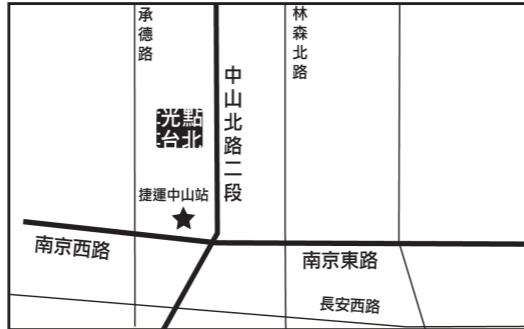 承德路
林森北路
中山北路二段
光點
台北
捷運中山站
南京西路
南京東路
長安西路